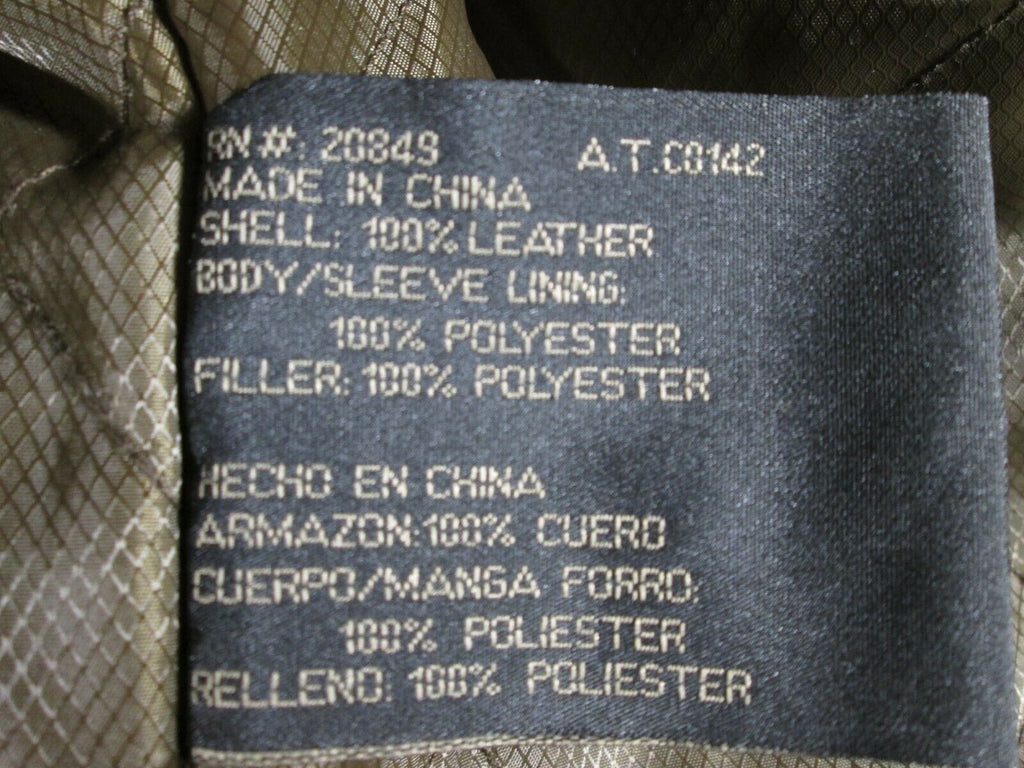 RN #: 20849 A.T.C0142
MADE IN CHINA
SHELL: 100% LEATHER
BODY/SLEEVE LINING:
100% POLYESTER
FILLER: 100% POLYESTER
HECHO EN CHINA
ARMAZON: 100% CUERO
CUERPO/MANGA FORRO:
100% POLIESTER
RELLENO: 100% POLIESTER